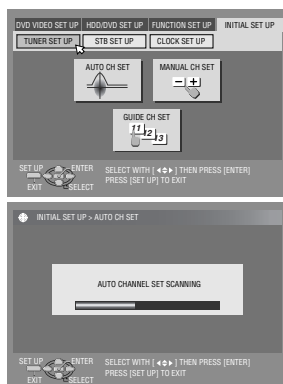 DVD VIDEO SET UP HDD/DVD SET UP FUNCTION SET UP INITIAL SET UP
TUNER SET UP STB SET UP CLOCK SET UP
AUTO CH SET MANUAL CH SET
GUIDE CH SET
11 12 13
SET UP ENTER SELECT WITH [ ] THEN PRESS [ENTER]
EXIT SELECT PRESS [SET UP] TO EXIT
INITIAL SET UP > AUTO CH SET
AUTO CHANNEL SET SCANNING
SET UP ENTER SELECT WITH [ ] THEN PRESS [ENTER]
EXIT SELECT PRESS [SET UP] TO EXIT